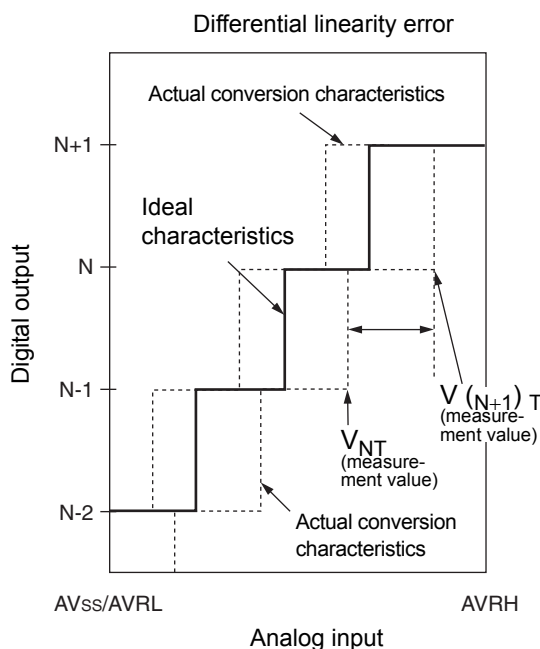 Differential linearity error
Actual conversion characteristics
N+1
Ideal
characteristics
N
Digital output
N-1
V (N+1) T
(measure-
ment value)
VNT
(measure-
ment value)
N-2
Actual conversion
characteristics
AVss/AVRL
AVRH
Analog input